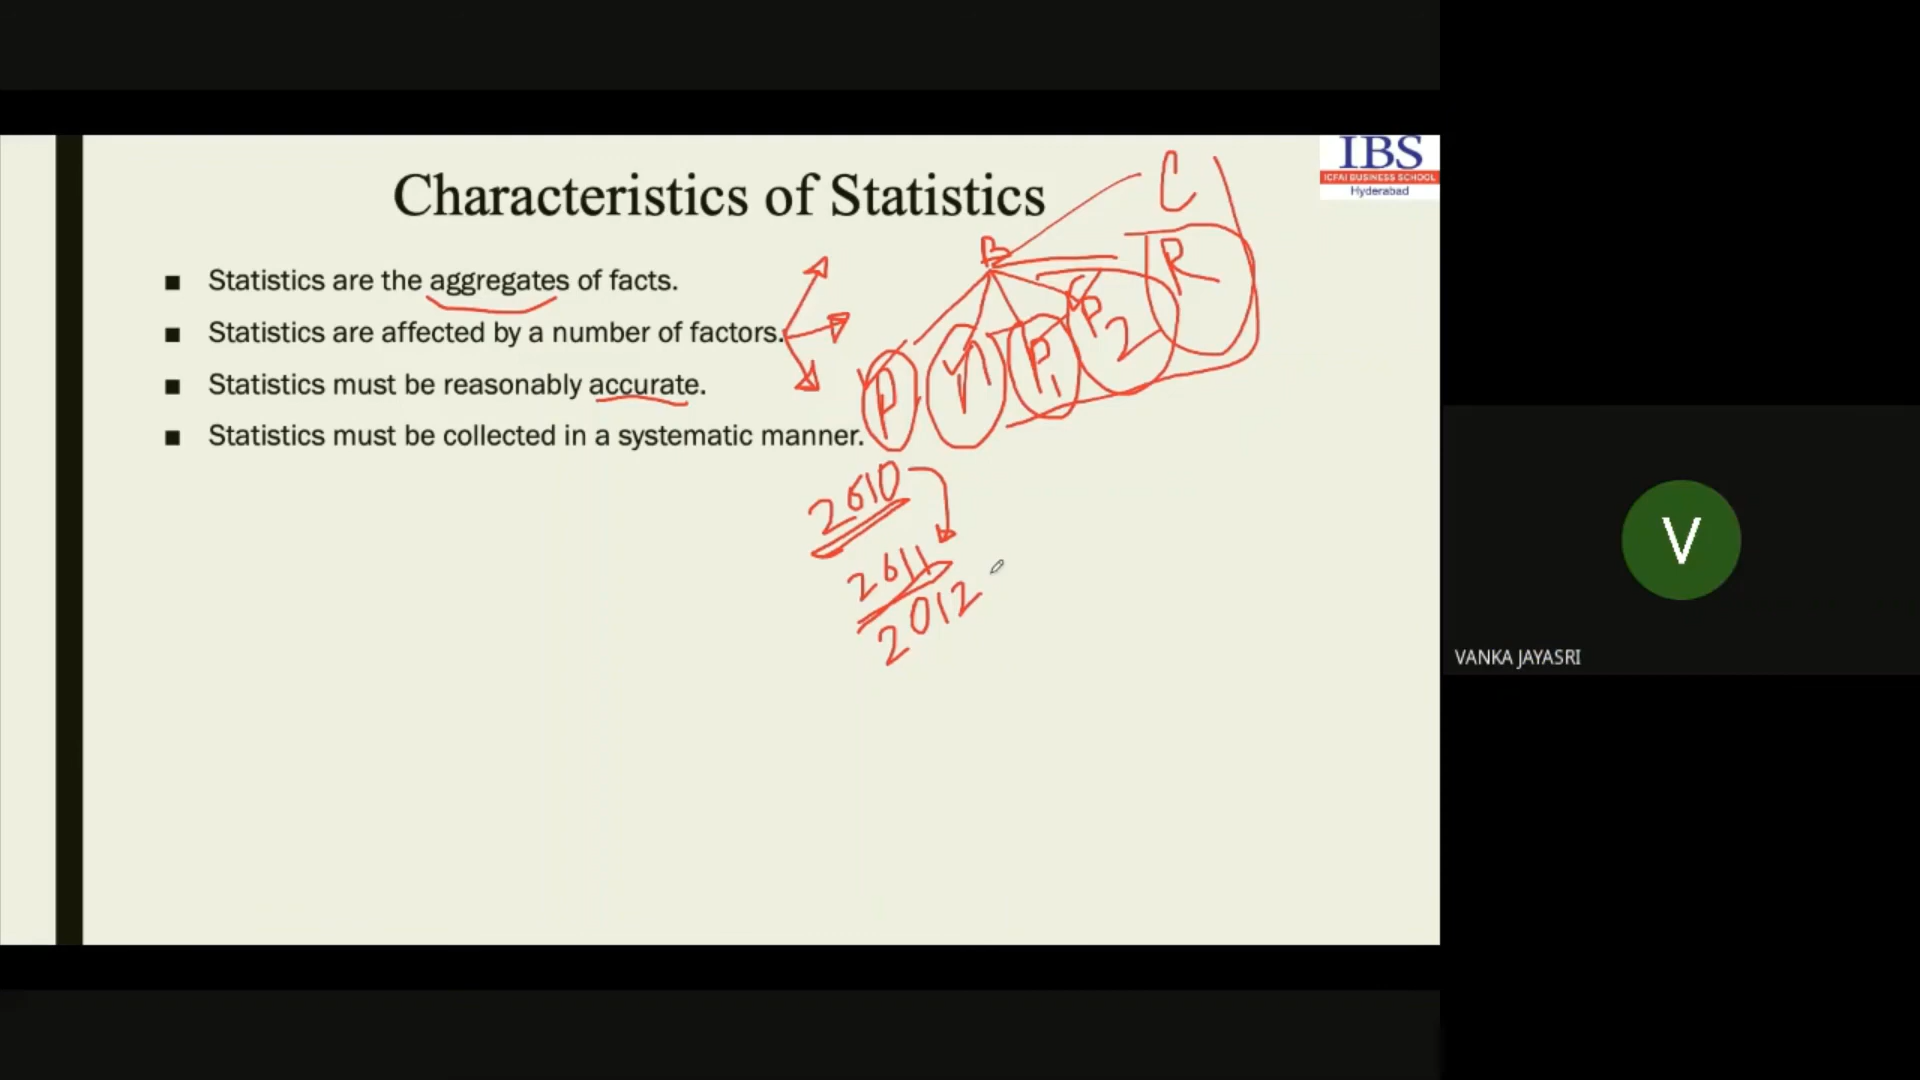 IBS
ICFAI BUSINESS SCHOOL
Hyderabad
Characteristics of Statistics
C
B
R
■ Statistics are the aggregates of facts.
■ Statistics are affected by a number of factors.
P2
P1
■ Statistics must be reasonably accurate.
P
■ Statistics must be collected in a systematic manner.
2010
2011
2012
V
VANKA JAYASRI